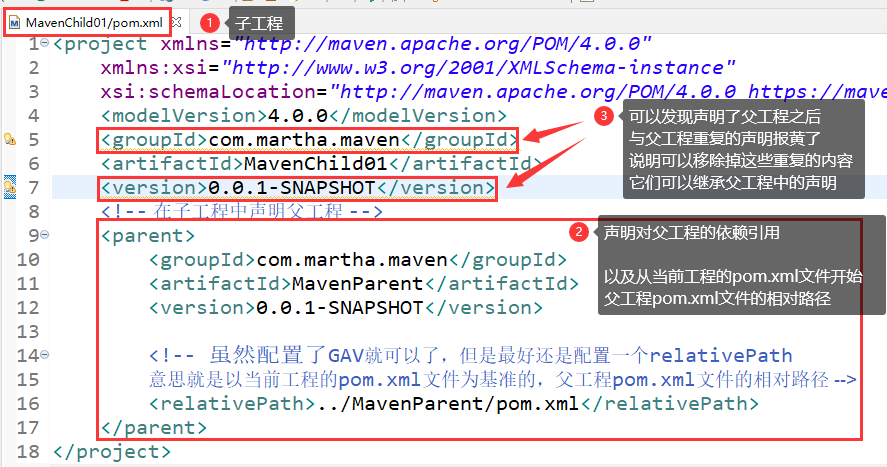 MavenChild01/pom.xml
1 子工程
1 <project xmlns="http://maven.apache.org/POM/4.0.0"
2 xmlns:xsi="http://www.w3.org/2001/XMLSchema-instance"
3 xsi:schemaLocation="http://maven.apache.org/POM/4.0.0 https://mave
4 <modelVersion>4.0.0</modelVersion>
5 <groupId>com.martha.maven</groupId>
6 <artifactId>MavenChild01</artifactId>
7 <version>0.0.1-SNAPSHOT</version>
3 可以发现声明了父工程之后
与父工程重复的声明报黄了
说明可以移除掉这些重复的内容
它们可以继承父工程中的声明
8 <!-- 在子工程中声明父工程 -->
9 <parent>
10 <groupId>com.martha.maven</groupId>
11 <artifactId>MavenParent</artifactId>
12 <version>0.0.1-SNAPSHOT</version>
2 声明对父工程的依赖引用
以及从当前工程的pom.xml文件开始
父工程pom.xml文件的相对路径
13
14 <!-- 虽然配置了GAV就可以了，但是最好还是配置一个relativePath
15 意思就是以当前工程的pom.xml文件为基准的，父工程pom.xml文件的相对路径 -->
16 <relativePath>../MavenParent/pom.xml</relativePath>
17 </parent>
18 </project>